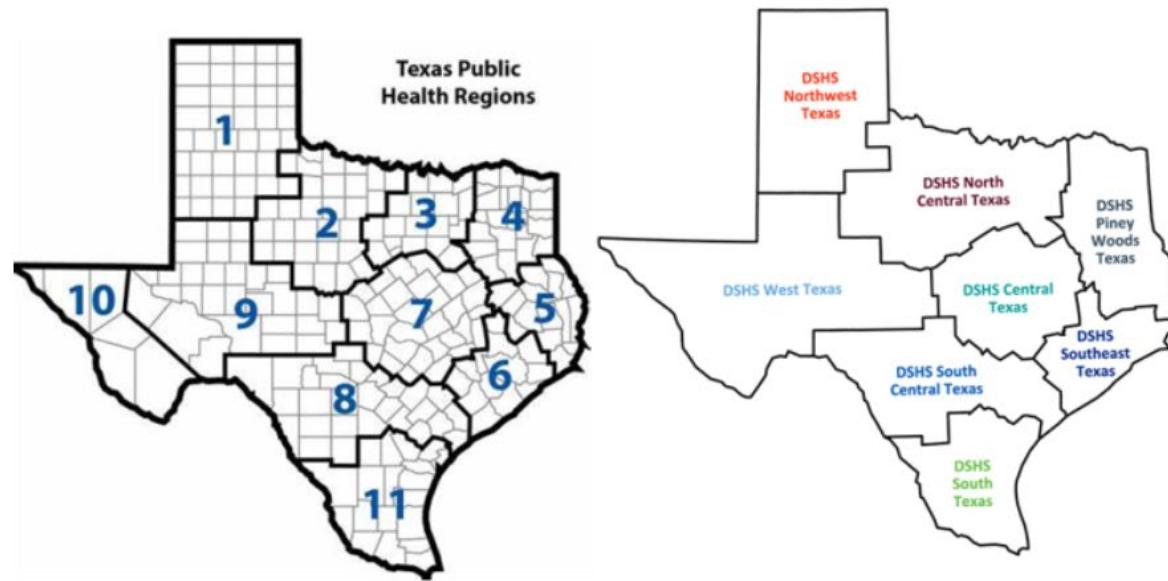 Texas Public
Health Regions
1
2
3
4
5
6
7
8
9
10
11
DSHS
Northwest
Texas
DSHS North
Central Texas
DSHS
Piney
Woods
Texas
DSHS West Texas
DSHS Central
Texas
DSHS
Southeast
Texas
DSHS South
Central Texas
DSHS
South
Texas